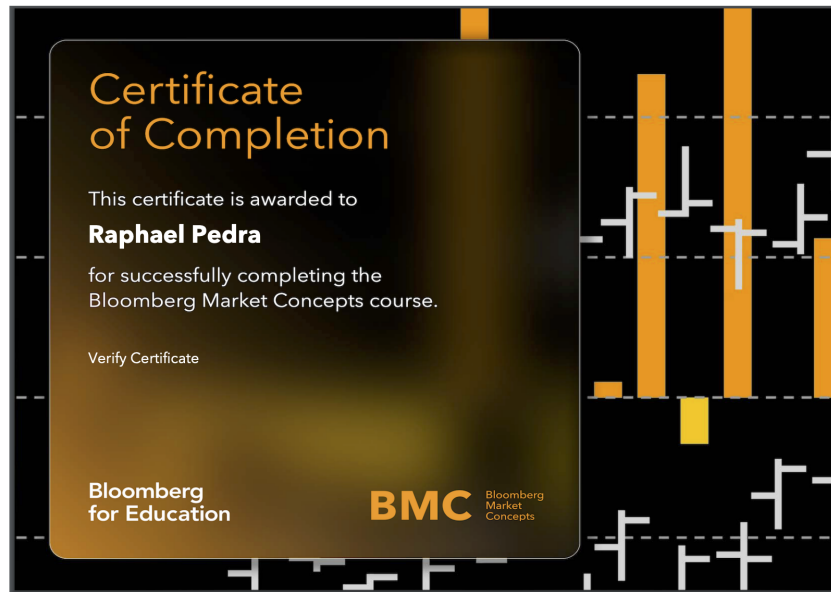 Certificate
of Completion
This certificate is awarded to
Raphael Pedra
for successfully completing the
Bloomberg Market Concepts course.
Verify Certificate
Bloomberg
for Education
BMC
Bloomberg
Market
Concepts